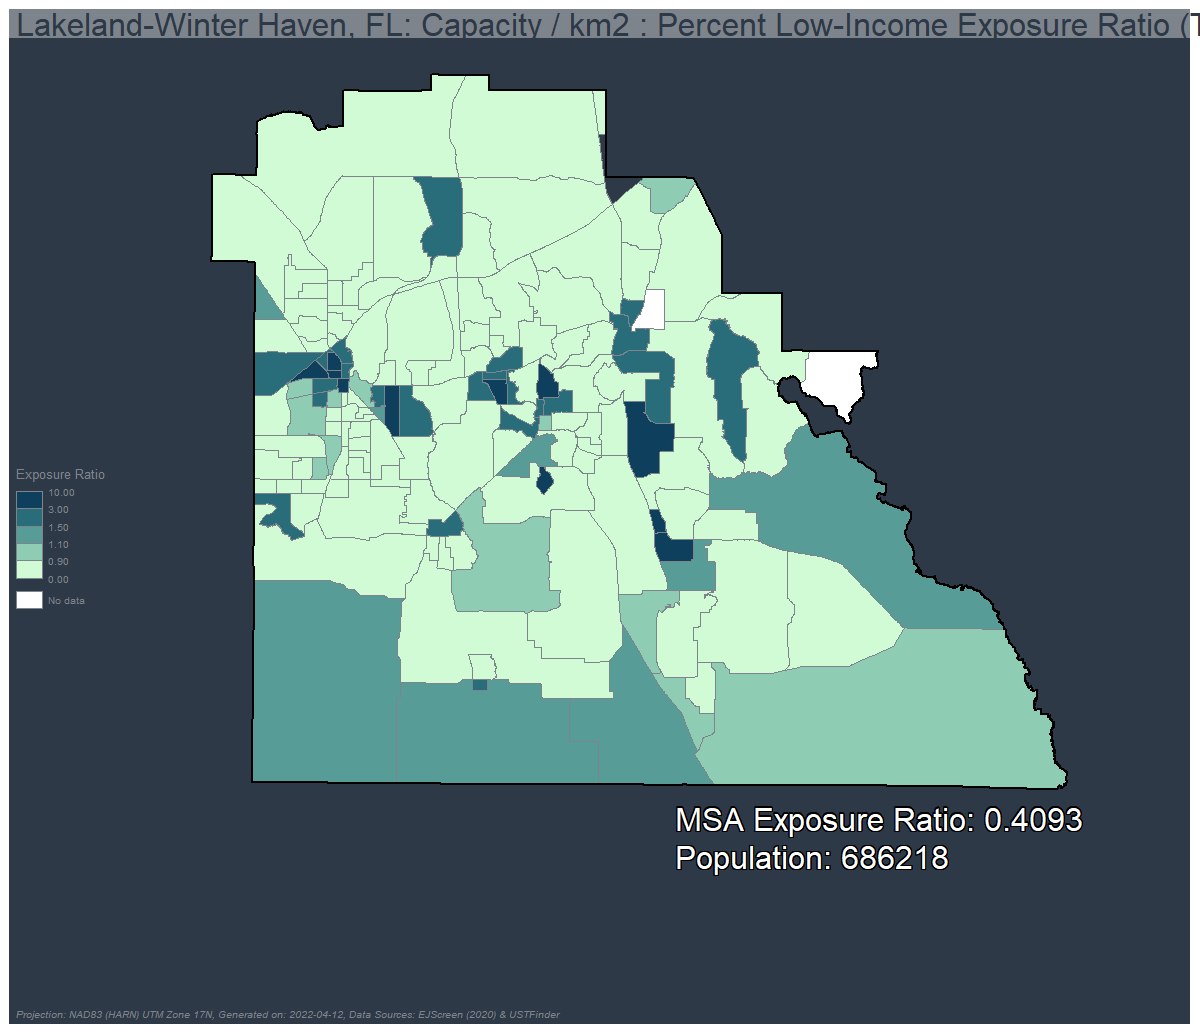 Lakeland-Winter Haven, FL: Capacity / km2 : Percent Low-Income Exposure Ratio (T
Exposure Ratio
10.00
3.00
1.50
1.10
0.90
0.00
No data
MSA Exposure Ratio: 0.4093
Population: 686218
Projection: NAD83 (HARN) UTM Zone 17N, Generated on: 2022-04-12, Data Sources: EJScreen (2020) & USTFinder